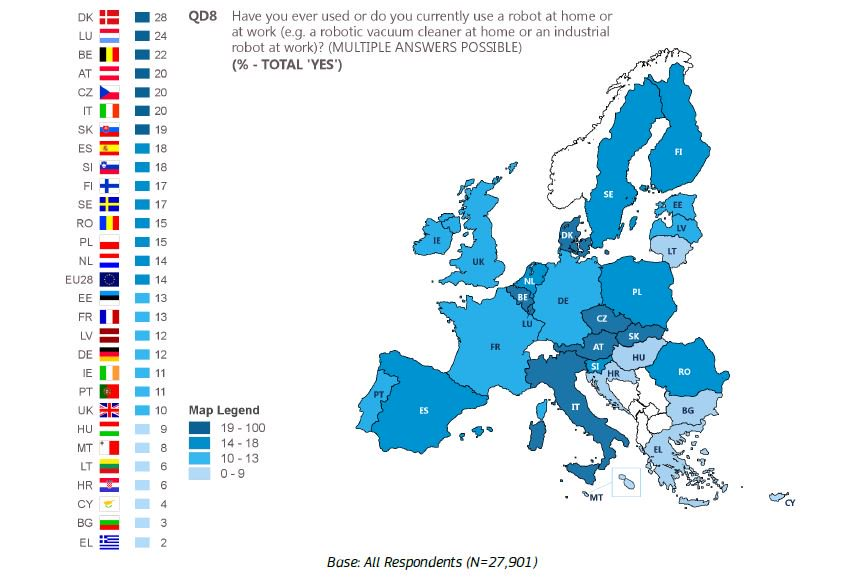 DK 28
LU 24
BE 22
AT 20
CZ 20
IT 20
SK 19
ES 18
SI 18
FI 17
SE 17
RO 15
PL 15
NL 14
EU28 14
EE 13
FR 13
LV 12
DE 12
IE 11
PT 11
UK 10
HU 9
MT 8
LT 6
HR 6
CY 4
BG 3
EL 2
QD8 Have you ever used or do you currently use a robot at home or
at work (e.g. a robotic vacuum cleaner at home or an industrial
robot at work)? (MULTIPLE ANSWERS POSSIBLE)
(% - TOTAL 'YES')
FI
SE
EE
LV
LT
DK
IE
UK
NL
BE
DE
PL
LU
CZ
SK
FR
AT
HU
SI
HR
RO
PT
ES
IT
BG
EL
MT
CY
Map Legend
19 - 100
14 - 18
10 - 13
0 - 9
Base: All Respondents (N=27,901)